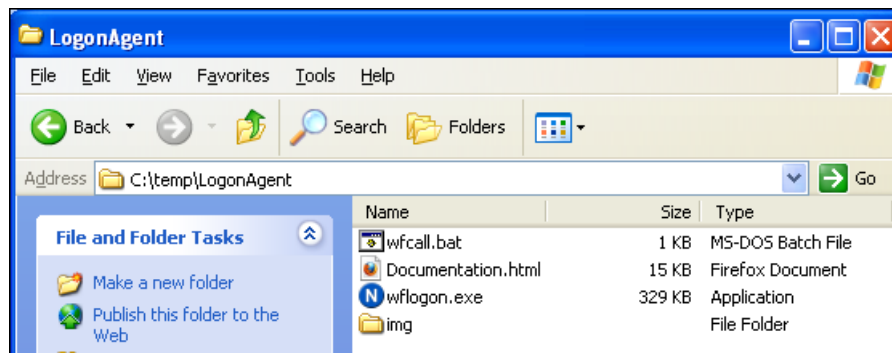 LogonAgent
File Edit View Favorites Tools Help
Back Search Folders
Address C:\temp\LogonAgent Go
File and Folder Tasks
Make a new folder
Publish this folder to the
Web
Name Size Type
wfcall.bat 1 KB MS-DOS Batch File
Documentation.html 15 KB Firefox Document
N wflogon.exe 329 KB Application
img File Folder